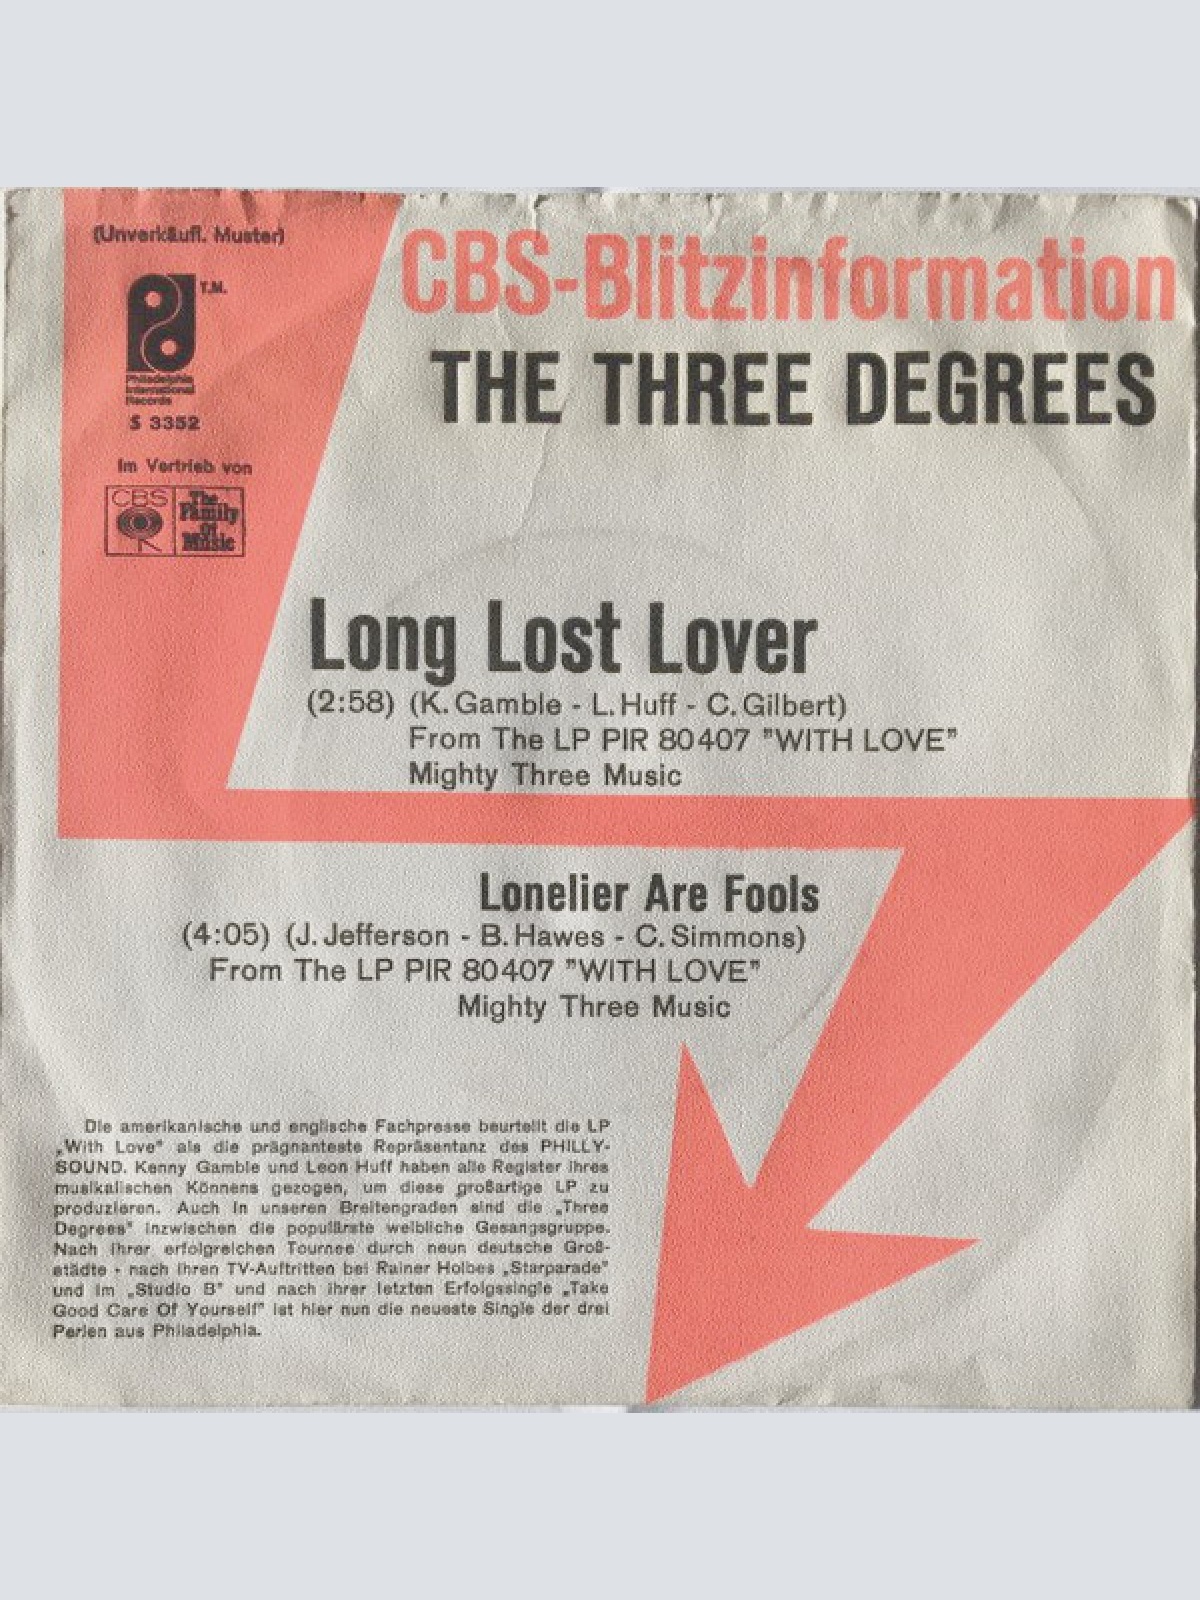 (Unverkäufl. Muster)
CBS-Blitzinformation
T.M.
THE THREE DEGREES
Philadelphia
International
Records
S 3352
Im Vertrieb von
CBS
The
Family
of
Music
Long Lost Lover
(2:58) (K. Gamble - L. Huff - C. Gilbert)
From The LP PIR 80407 "WITH LOVE"
Mighty Three Music
Lonelier Are Fools
(4:05) (J. Jefferson - B. Hawes - C. Simmons)
From The LP PIR 80407 "WITH LOVE"
Mighty Three Music
Die amerikanische und englische Fachpresse beurteilt die LP
„With Love" als die prägnanteste Repräsentanz des PHILLY-
SOUND. Kenny Gamble und Leon Huff haben alle Register ihres
musikalischen Könnens gezogen, um diese großartige LP zu
produzieren. Auch in unseren Breitengraden sind die „Three
Degrees" inzwischen die populärste weibliche Gesangsgruppe.
Nach ihrer erfolgreichen Tournee durch neun deutsche Groß-
städte - nach ihren TV-Auftritten bei Rainer Holbes „Starparade"
und im „Studio B" und nach ihrer letzten Erfolgssingle „Take
Good Care Of Yourself" ist hier nun die neueste Single der drei
Perlen aus Philadelphia.